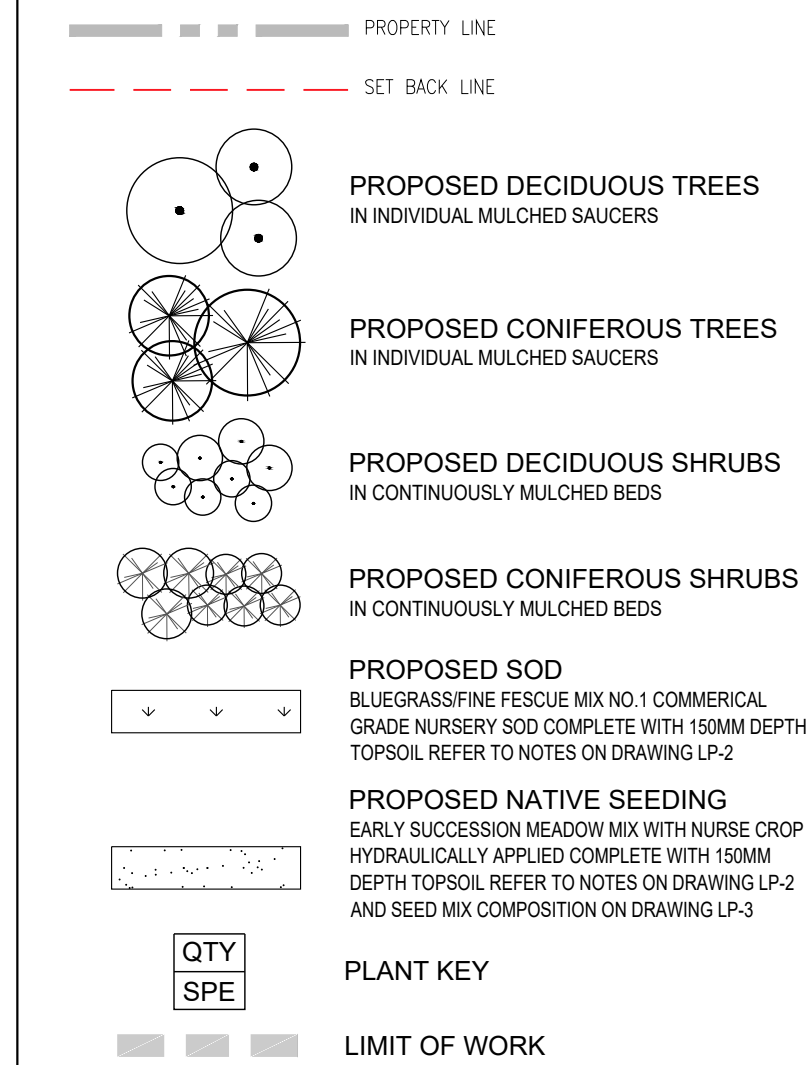 PROPERTY LINE
SET BACK LINE
PROPOSED DECIDUOUS TREES
IN INDIVIDUAL MULCHED SAUCERS
PROPOSED CONIFEROUS TREES
IN INDIVIDUAL MULCHED SAUCERS
PROPOSED DECIDUOUS SHRUBS
IN CONTINUOUSLY MULCHED BEDS
PROPOSED CONIFEROUS SHRUBS
IN CONTINUOUSLY MULCHED BEDS
PROPOSED SOD
BLUEGRASS/FINE FESCUE MIX NO.1 COMMERICAL
GRADE NURSERY SOD COMPLETE WITH 150MM DEPTH
TOPSOIL REFER TO NOTES ON DRAWING LP-2
PROPOSED NATIVE SEEDING
EARLY SUCCESSION MEADOW MIX WITH NURSE CROP
HYDRAULICALLY APPLIED COMPLETE WITH 150MM
DEPTH TOPSOIL REFER TO NOTES ON DRAWING LP-2
AND SEED MIX COMPOSITION ON DRAWING LP-3
QTY
SPE
PLANT KEY
LIMIT OF WORK